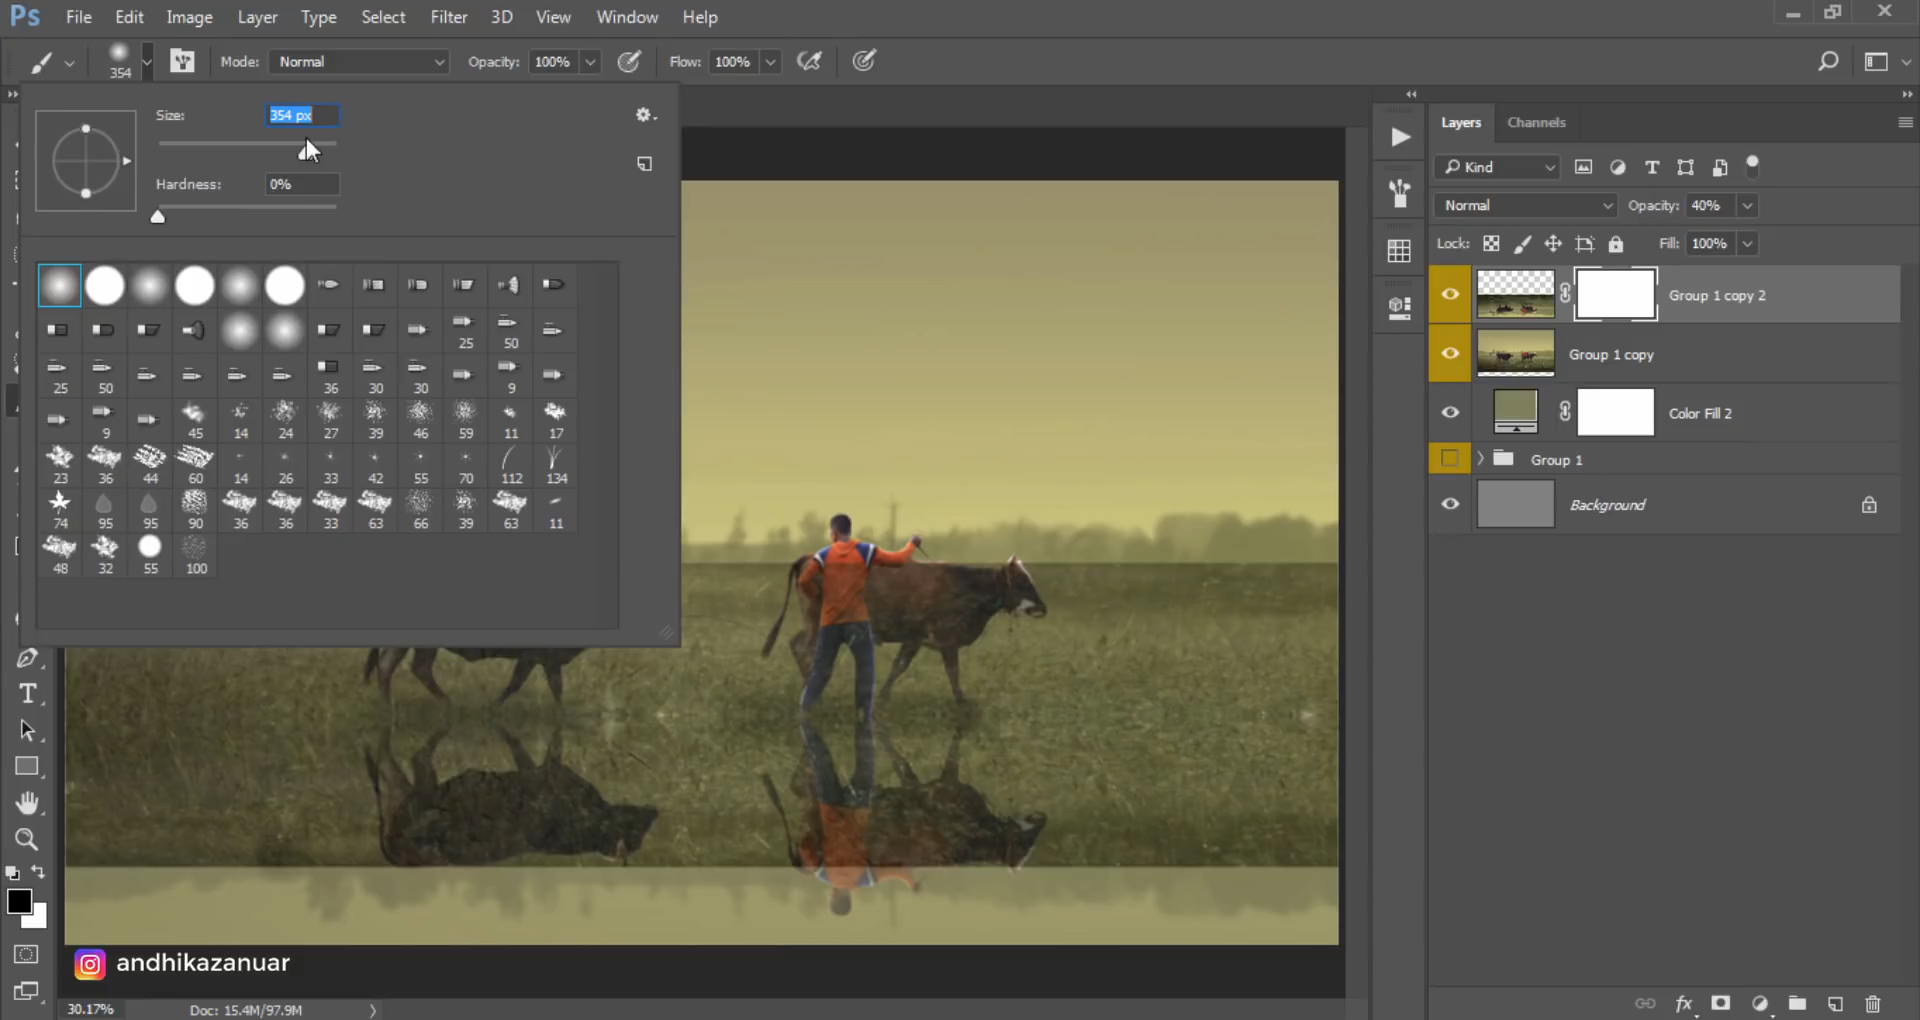 Ps File Edit Image Layer Type Select Filter 3D View Window Help
354 Mode: Normal Opacity: 100% Flow: 100%
Size: 354 px
Hardness: 0%
25 50
25 50 36 30 30 9
9 45 14 24 27 39 46 59 11 17
23 36 44 60 14 26 33 42 55 70 112 134
74 95 95 90 36 36 33 63 66 39 63 11
48 32 55 100
Layers Channels
Kind
Normal Opacity: 40%
Lock: Fill: 100%
Group 1 copy 2
Group 1 copy
Color Fill 2
Group 1
Background
andhikazanuar
30.17% Doc: 15.4M/97.9M